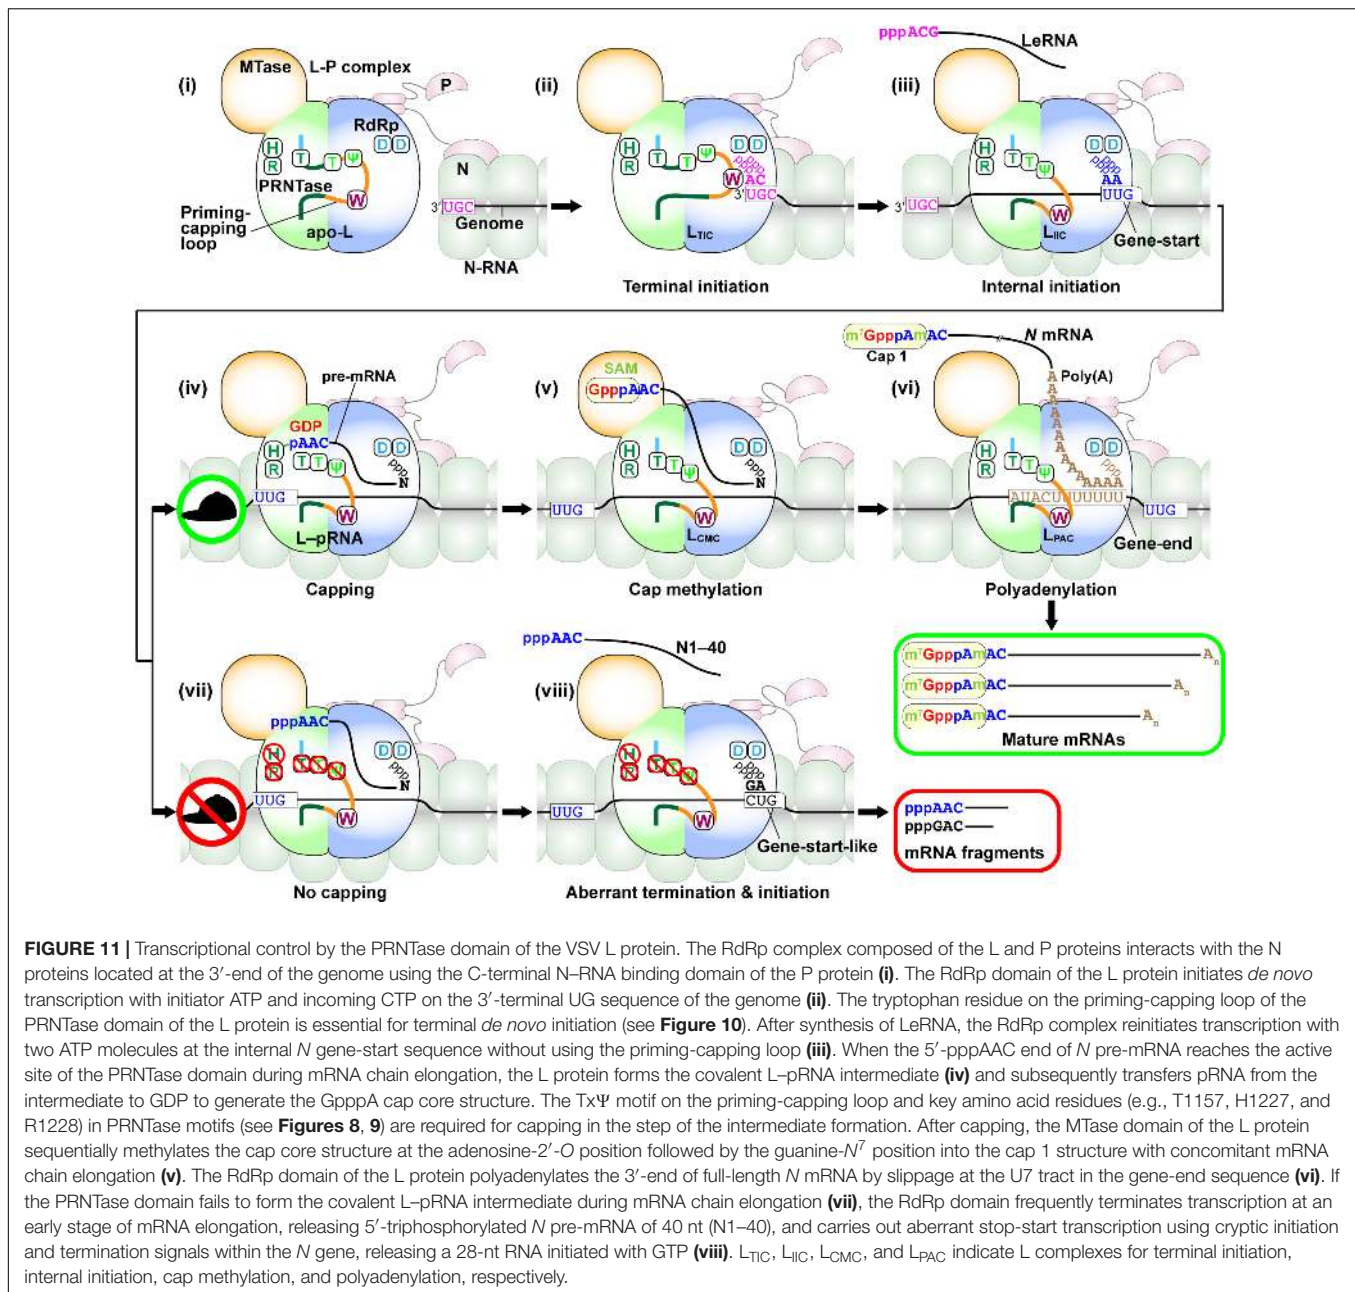 pppACG
LeRNA
(i)
MTase
L-P complex
P
RdRp
H
R
T
T
Ψ
D
D
PRNTase
W
Priming-
capping
loop
apo-L
N
3'UGC
Genome
N-RNA
(ii)
H
R
T
T
Ψ
D
D
ppp
ppp
AC
W
3'UGC
LTIC
Terminal initiation
(iii)
H
R
T
T
Ψ
D
D
ppp
ppp
AA
UUG
3'UGC
W
LIIC
Gene-start
Internal initiation
(iv)
pre-mRNA
GDP
pAAC
H
R
T
T
Ψ
D
D
ppp
N
UUG
W
L–pRNA
Capping
(v)
SAM
GpppAAC
H
R
T
T
Ψ
D
D
ppp
N
UUG
W
LCMC
Cap methylation
m7GpppAmAC
Cap 1
N mRNA
(vi)
Poly(A)
A
A
A
A
A
A
A
A
A
A
A
AAAA
H
R
T
T
Ψ
D
D
ppp
AUACUUUUUUU
UUG
W
LPAC
Gene-end
Polyadenylation
m7GpppAmAC An
m7GpppAmAC An
m7GpppAmAC An
Mature mRNAs
(vii)
pppAAC
H
R
T
T
Ψ
D
D
ppp
N
UUG
W
No capping
pppAAC
N1–40
(viii)
H
R
T
T
Ψ
D
D
ppp
ppp
GA
CUG
UUG
W
Gene-start-like
Aberrant termination & initiation
pppAAC
pppGAC
mRNA fragments
FIGURE 11 | Transcriptional control by the PRNTase domain of the VSV L protein. The RdRp complex composed of the L and P proteins interacts with the N
proteins located at the 3′-end of the genome using the C-terminal N–RNA binding domain of the P protein (i). The RdRp domain of the L protein initiates de novo
transcription with initiator ATP and incoming CTP on the 3′-terminal UG sequence of the genome (ii). The tryptophan residue on the priming-capping loop of the
PRNTase domain of the L protein is essential for terminal de novo initiation (see Figure 10). After synthesis of LeRNA, the RdRp complex reinitiates transcription with
two ATP molecules at the internal N gene-start sequence without using the priming-capping loop (iii). When the 5′-pppAAC end of N pre-mRNA reaches the active
site of the PRNTase domain during mRNA chain elongation, the L protein forms the covalent L–pRNA intermediate (iv) and subsequently transfers pRNA from the
intermediate to GDP to generate the GpppA cap core structure. The TxΨ motif on the priming-capping loop and key amino acid residues (e.g., T1157, H1227, and
R1228) in PRNTase motifs (see Figures 8, 9) are required for capping in the step of the intermediate formation. After capping, the MTase domain of the L protein
sequentially methylates the cap core structure at the adenosine-2′-O position followed by the guanine-N7 position into the cap 1 structure with concomitant mRNA
chain elongation (v). The RdRp domain of the L protein polyadenylates the 3′-end of full-length N mRNA by slippage at the U7 tract in the gene-end sequence (vi). If
the PRNTase domain fails to form the covalent L–pRNA intermediate during mRNA chain elongation (vii), the RdRp domain frequently terminates transcription at an
early stage of mRNA elongation, releasing 5′-triphosphorylated N pre-mRNA of 40 nt (N1–40), and carries out aberrant stop-start transcription using cryptic initiation
and termination signals within the N gene, releasing a 28-nt RNA initiated with GTP (viii). LTIC, LIIC, LCMC, and LPAC indicate L complexes for terminal initiation,
internal initiation, cap methylation, and polyadenylation, respectively.